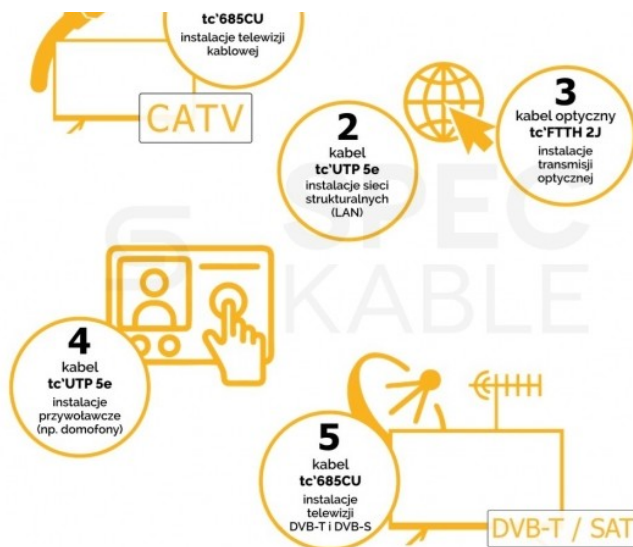 tc'685CU
instalacje telewizji
kablowej
CATV
2
kabel
tc'UTP 5e
instalacje sieci
strukturalnych
(LAN)
3
kabel optyczny
tc'FTTH 2J
instalacje
transmisji
optycznej
SPEC
KABLE
4
kabel
tc'UTP 5e
instalacje
przywoławcze
(np. domofony)
5
kabel
tc'685CU
instalacje
telewizji
DVB-T i DVB-S
DVB-T / SAT